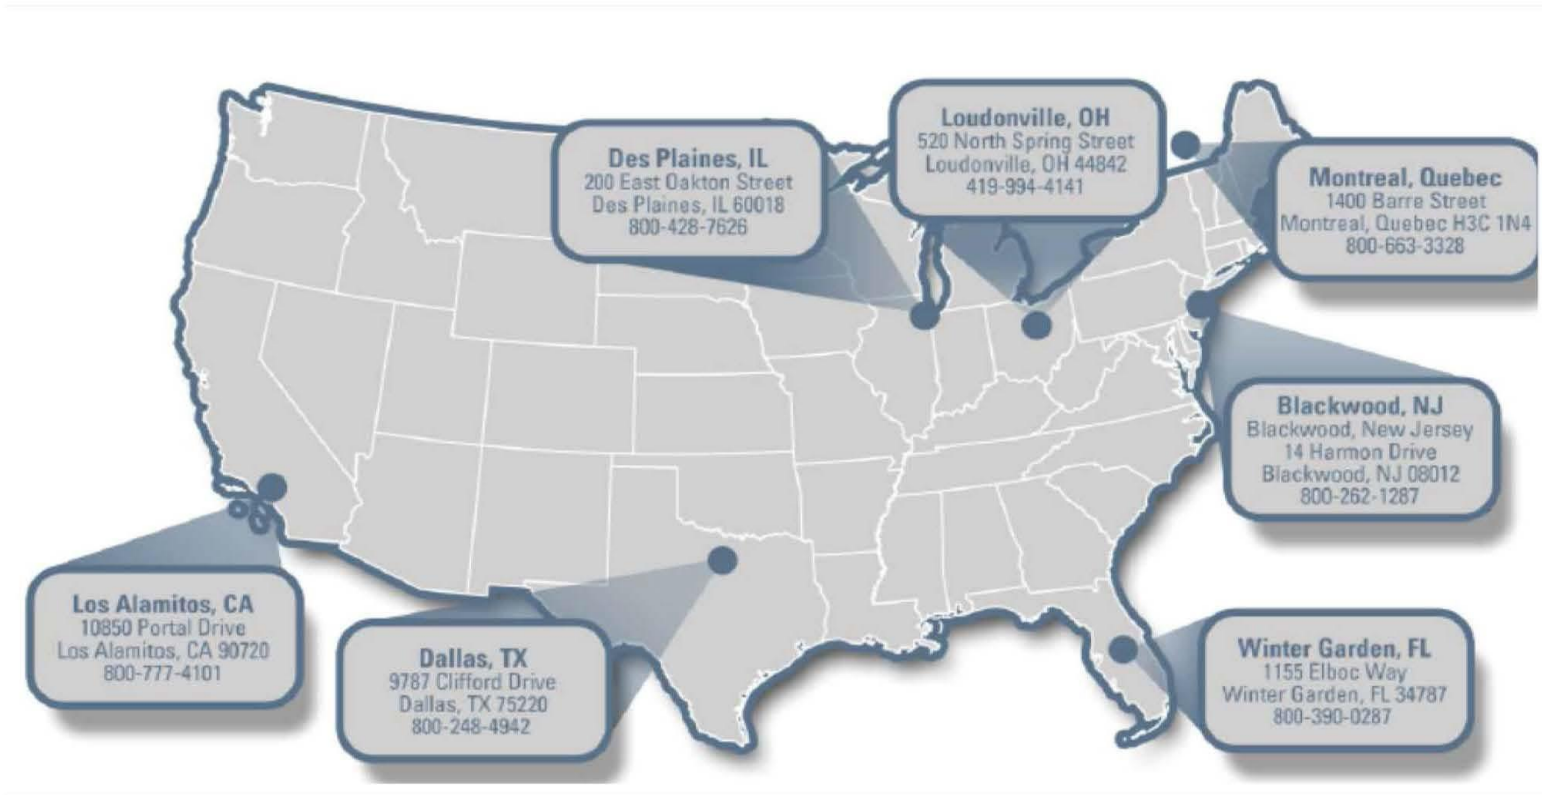 Loudonville, OH
520 North Spring Street
Loudonville, OH 44842
419-994-4141
Des Plaines, IL
200 East Oakton Street
Des Plaines, IL 60018
800-428-7626
Montreal, Quebec
1400 Barre Street
Montreal, Quebec H3C 1N4
800-663-3328
Blackwood, NJ
Blackwood, New Jersey
14 Harmon Drive
Blackwood, NJ 08012
800-262-1287
Los Alamitos, CA
10850 Portal Drive
Los Alamitos, CA 90720
800-777-4101
Dallas, TX
9787 Clifford Drive
Dallas, TX 75220
800-248-4942
Winter Garden, FL
1155 Elboc Way
Winter Garden, FL 34787
800-390-0287